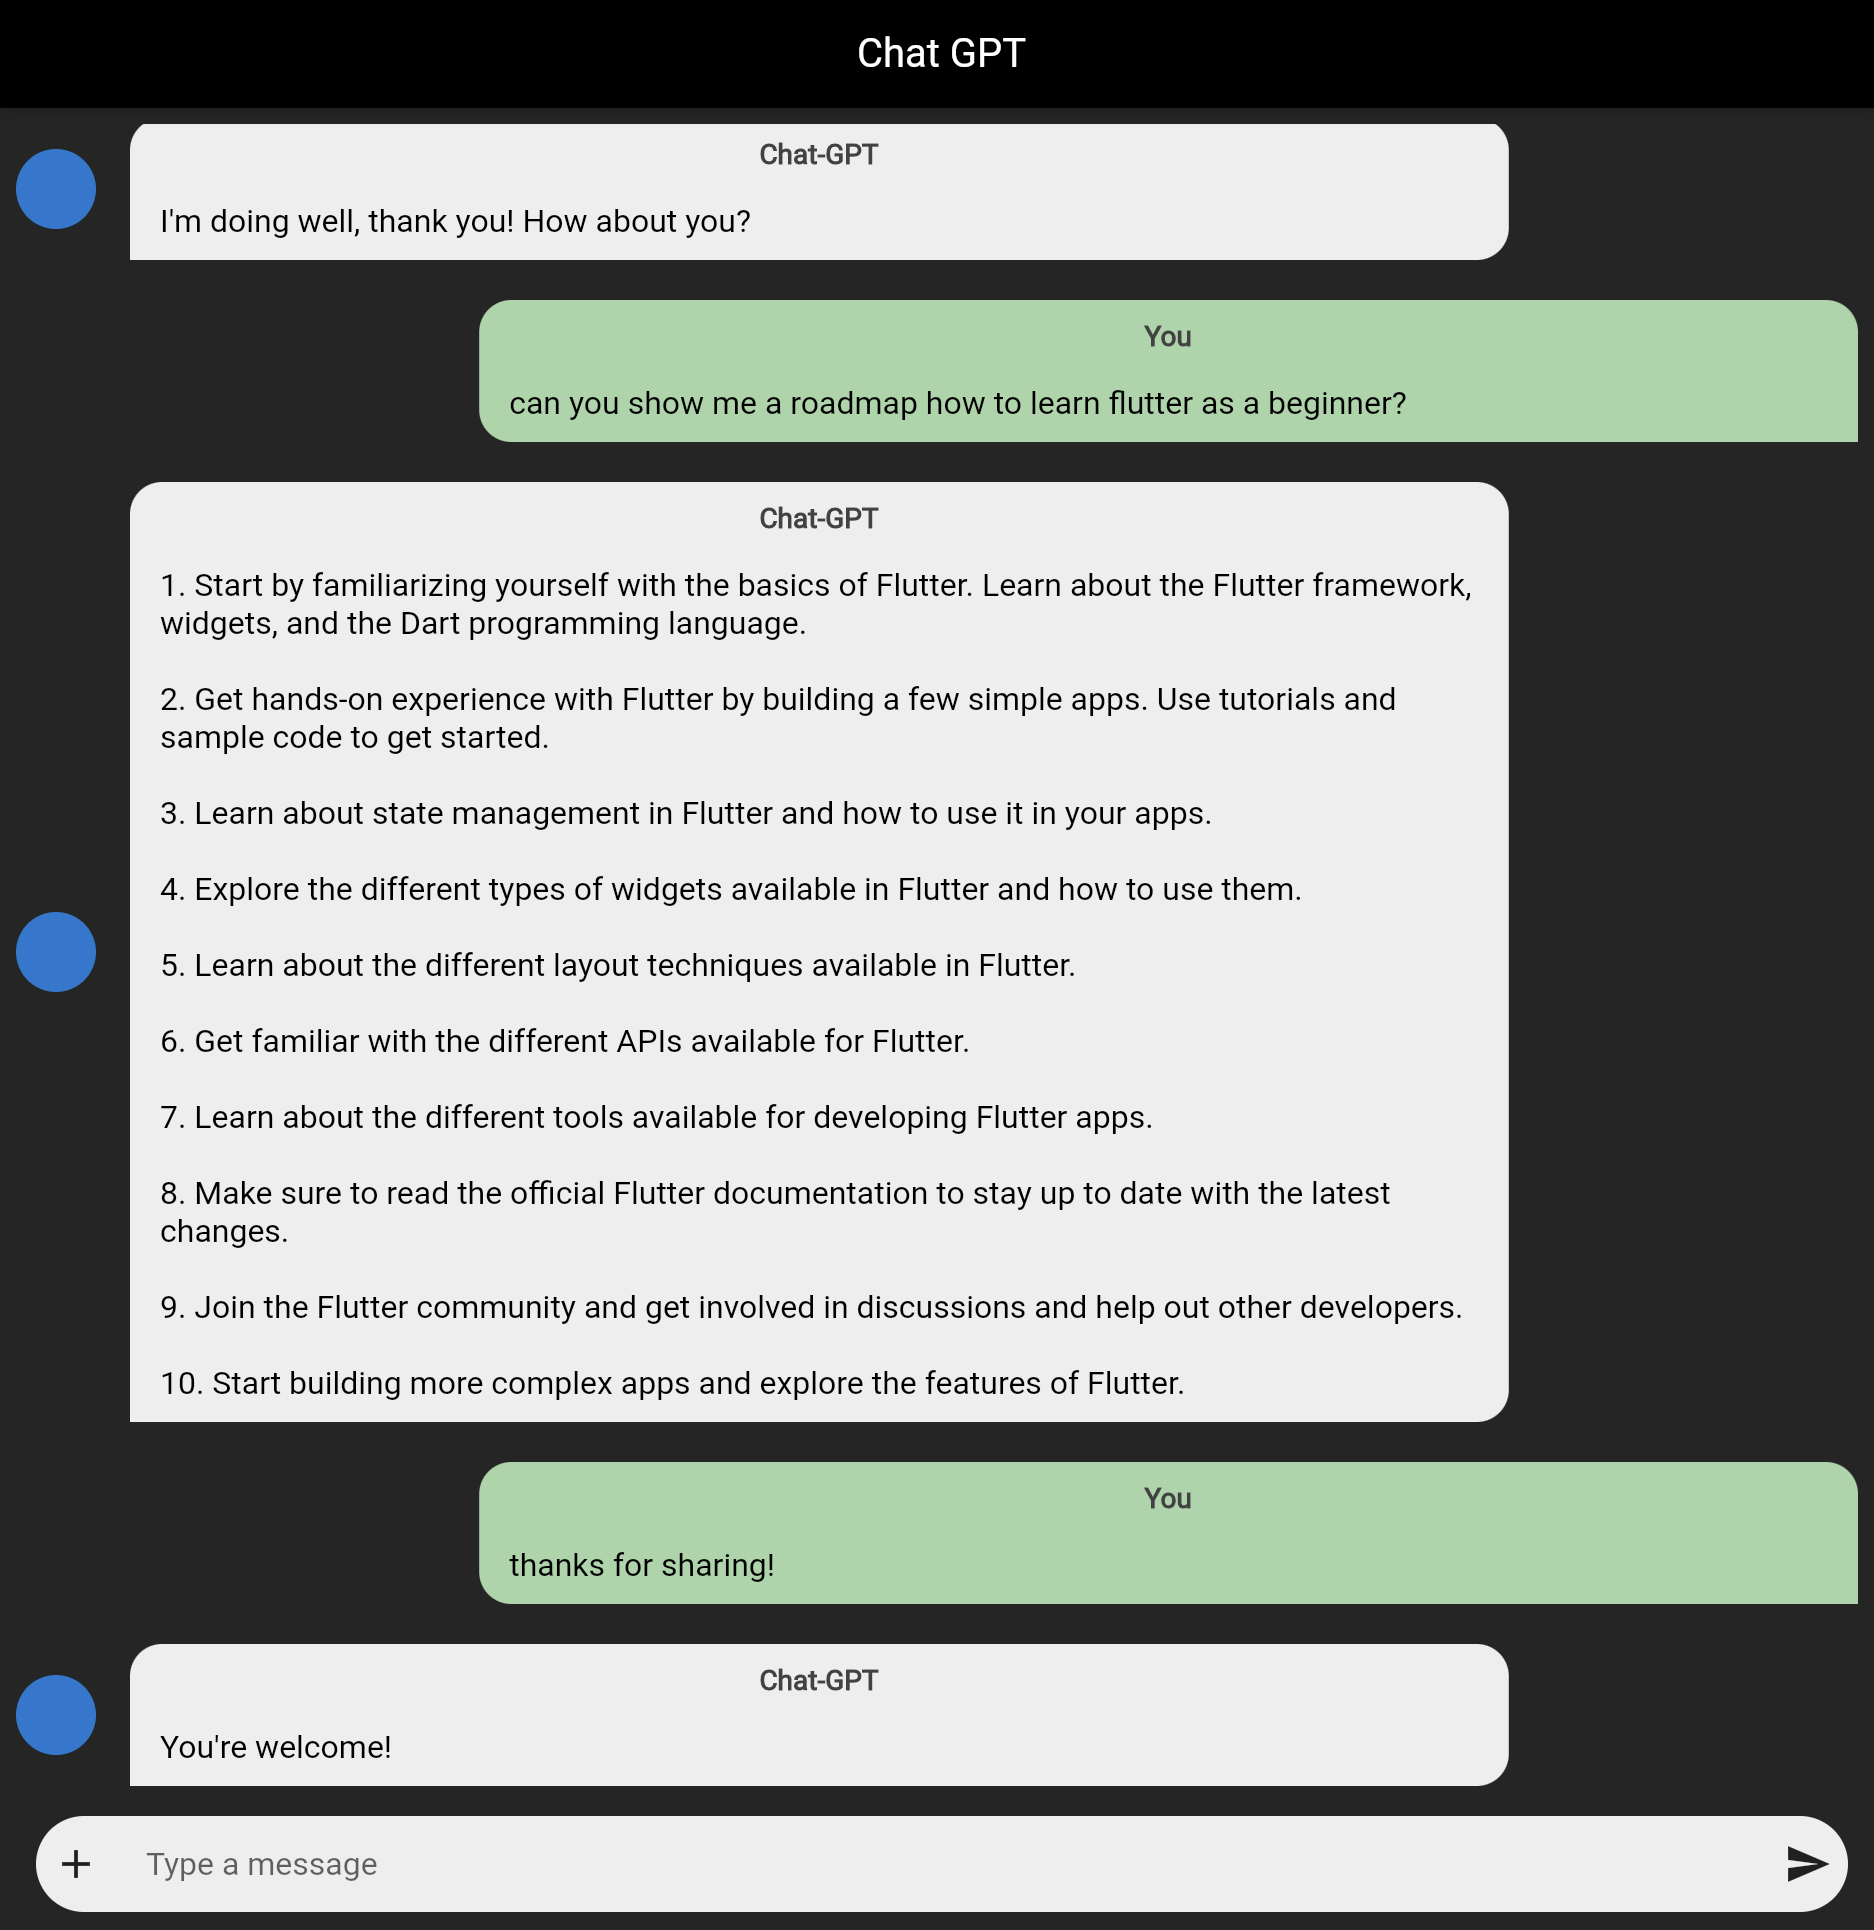 Chat GPT
Chat-GPT
I'm doing well, thank you! How about you?
You
can you show me a roadmap how to learn flutter as a beginner?
Chat-GPT
1. Start by familiarizing yourself with the basics of Flutter. Learn about the Flutter framework,
widgets, and the Dart programming language.
2. Get hands-on experience with Flutter by building a few simple apps. Use tutorials and
sample code to get started.
3. Learn about state management in Flutter and how to use it in your apps.
4. Explore the different types of widgets available in Flutter and how to use them.
5. Learn about the different layout techniques available in Flutter.
6. Get familiar with the different APIs available for Flutter.
7. Learn about the different tools available for developing Flutter apps.
8. Make sure to read the official Flutter documentation to stay up to date with the latest
changes.
9. Join the Flutter community and get involved in discussions and help out other developers.
10. Start building more complex apps and explore the features of Flutter.
You
thanks for sharing!
Chat-GPT
You're welcome!
Type a message